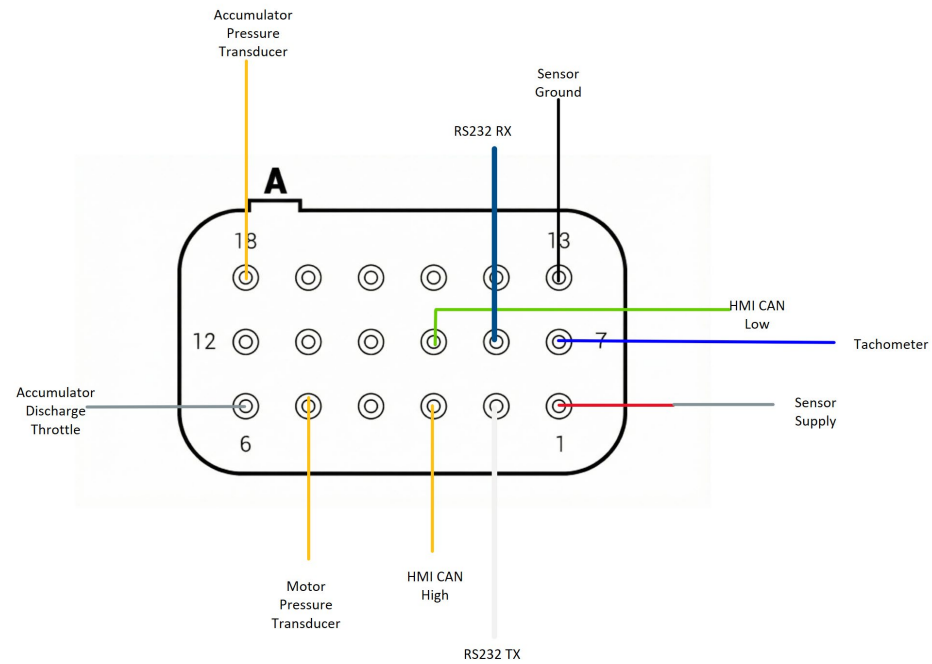 Accumulator
Pressure
Transducer
Sensor
Ground
RS232 RX
A
18
13
HMI CAN
Low
12
7
Tachometer
Accumulator
Discharge
Throttle
Sensor
Supply
6
1
Motor
Pressure
Transducer
HMI CAN
High
RS232 TX